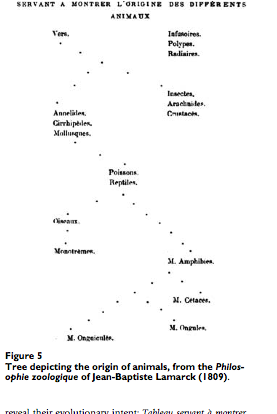 SERVANT A MONTRER L'ORIGINE DES DIFFÉRENTS
ANIMAUX
Vers.
Infusoires.
Polypes.
Radiaires.
Insectes,
Arachnides.
Crustacés.
Annelides.
Cirrhipèdes.
Mollusques.
Poissons.
Reptiles.
Oiseaux.
Monotrèmes.
M. Amphibies.
M. Cétacés.
M. Ongulés.
M. Onguiculés.
Figure 5
Tree depicting the origin of animals, from the Philos-
ophie zoologique of Jean-Baptiste Lamarck (1809).
reveal their evolutionary intent: Tableau servant à montrer